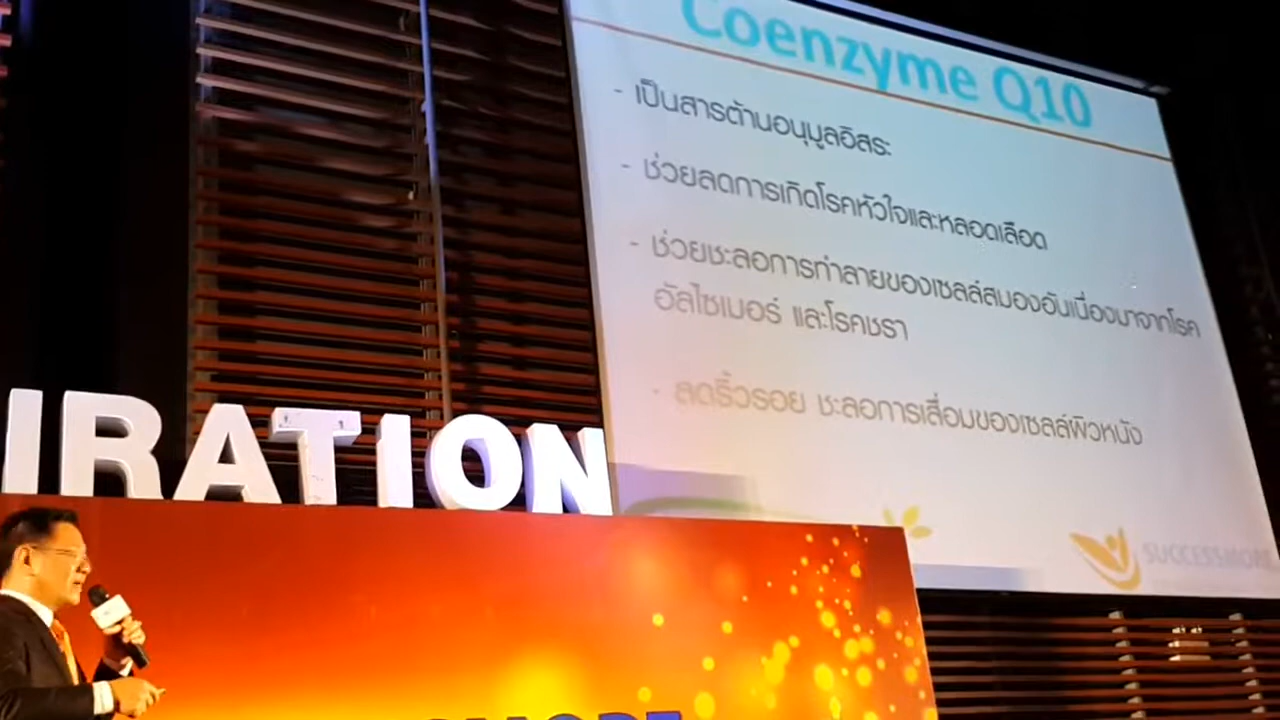 Coenzyme Q10
- เป็นสารต้านอนุมูลอิสระ
- ช่วยลดการเกิดโรคหัวใจและหลอดเลือด
- ช่วยชะลอการทำลายของเซลล์สมองอันเนื่องมาจากโรค
อัลไซเมอร์ และโรคชรา
- ลดริ้วรอย ชะลอการเสื่อมของเซลล์ผิวหนัง
SUCCESSMORE
IRATION